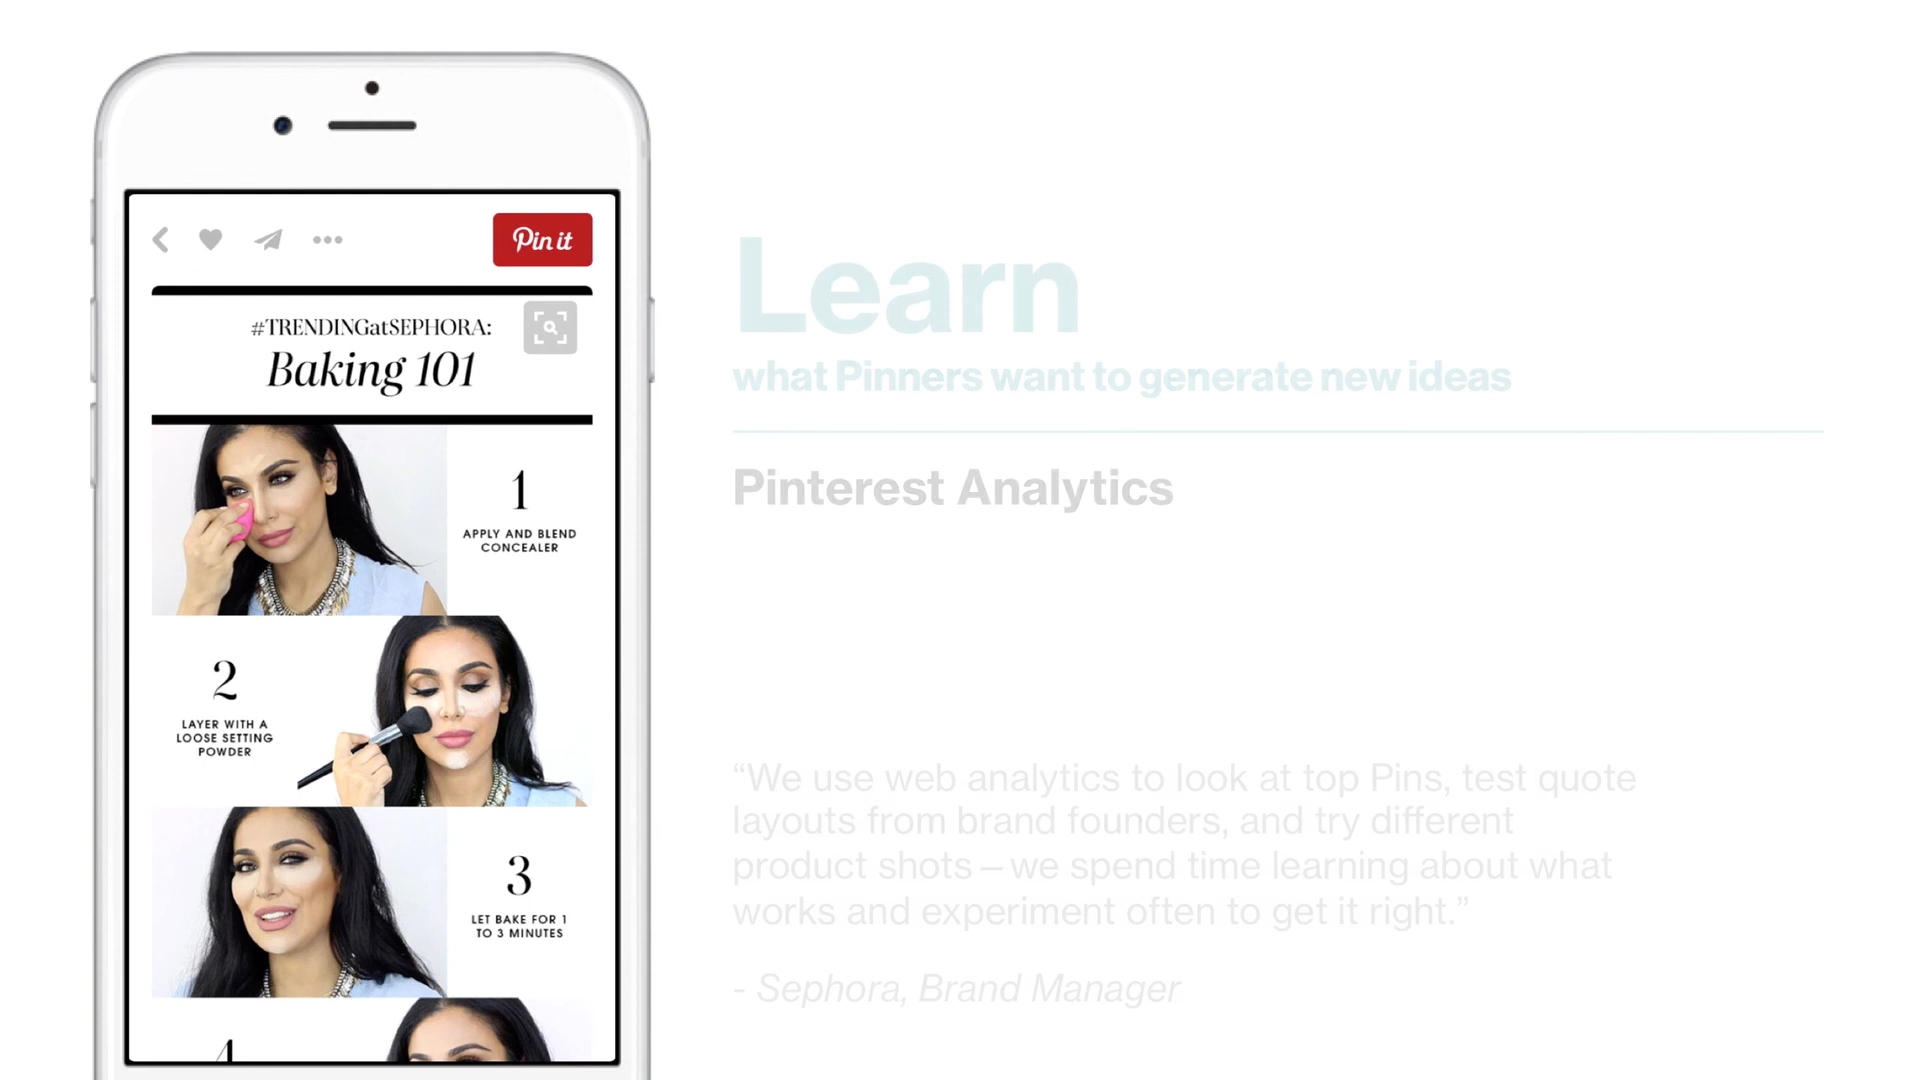 Pin it
#TRENDINGatSEPHORA:
Baking 101
1
APPLY AND BLEND
CONCEALER
2
LAYER WITH A
LOOSE SETTING
POWDER
3
LET BAKE FOR 1
TO 3 MINUTES
4
Learn
what Pinners want to generate new ideas
Pinterest Analytics
“We use web analytics to look at top Pins, test quote
layouts from brand founders, and try different
product shots – we spend time learning about what
works and experiment often to get it right.”
- Sephora, Brand Manager